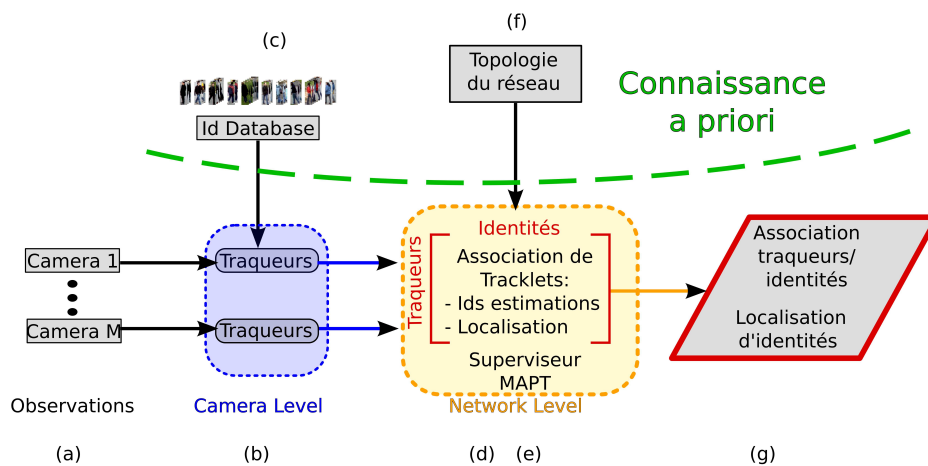 (f)
(c)
Topologie
du réseau
Connaissance
a priori
Id Database
Identités
Traqueurs
Association de
Tracklets:
- Ids estimations
- Localisation
Superviseur
MAPT
Camera 1
Traqueurs
Camera M
Traqueurs
Association
traqueurs/
identités
Localisation
d'identités
Observations
Camera Level
Network Level
(a)
(b)
(d)
(e)
(g)